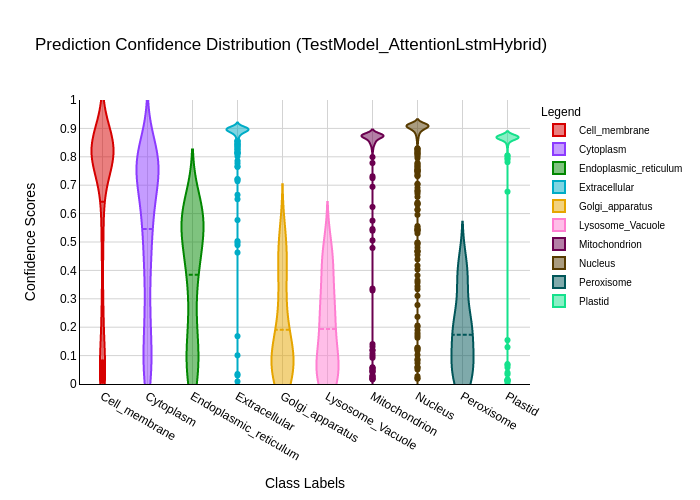 Prediction Confidence Distribution (TestModel_AttentionLstmHybrid)
Legend
Cell_membrane
Cytoplasm
Endoplasmic_reticulum
Extracellular
Golgi_apparatus
Lysosome_Vacuole
Mitochondrion
Nucleus
Peroxisome
Plastid
Confidence Scores
1
0.9
0.8
0.7
0.6
0.5
0.4
0.3
0.2
0.1
0
Cell_membrane
Cytoplasm
Endoplasmic_reticulum
Extracellular
Golgi_apparatus
Lysosome_Vacuole
Mitochondrion
Nucleus
Peroxisome
Plastid
Class Labels